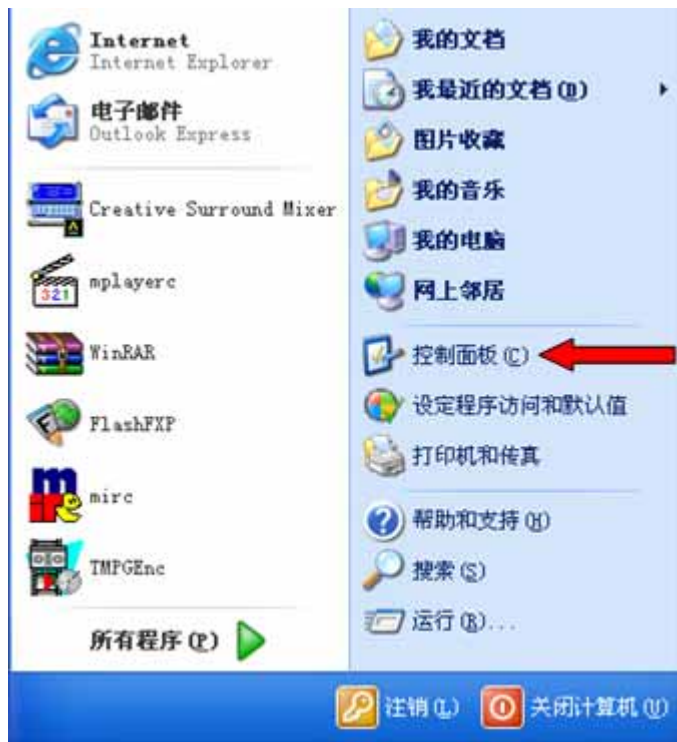 Internet
Internet Explorer
电子邮件
Outlook Express
Creative Surround Mixer
mplayerc
321
WinRAR
FlashFXP
mirc
TMPGEnc
所有程序(P)
我的文档
我最近的文档(D)
图片收藏
我的音乐
我的电脑
网上邻居
控制面板(C)
设定程序访问和默认值
打印机和传真
帮助和支持(H)
搜索(S)
运行(R)...
注销(L)
关闭计算机(U)